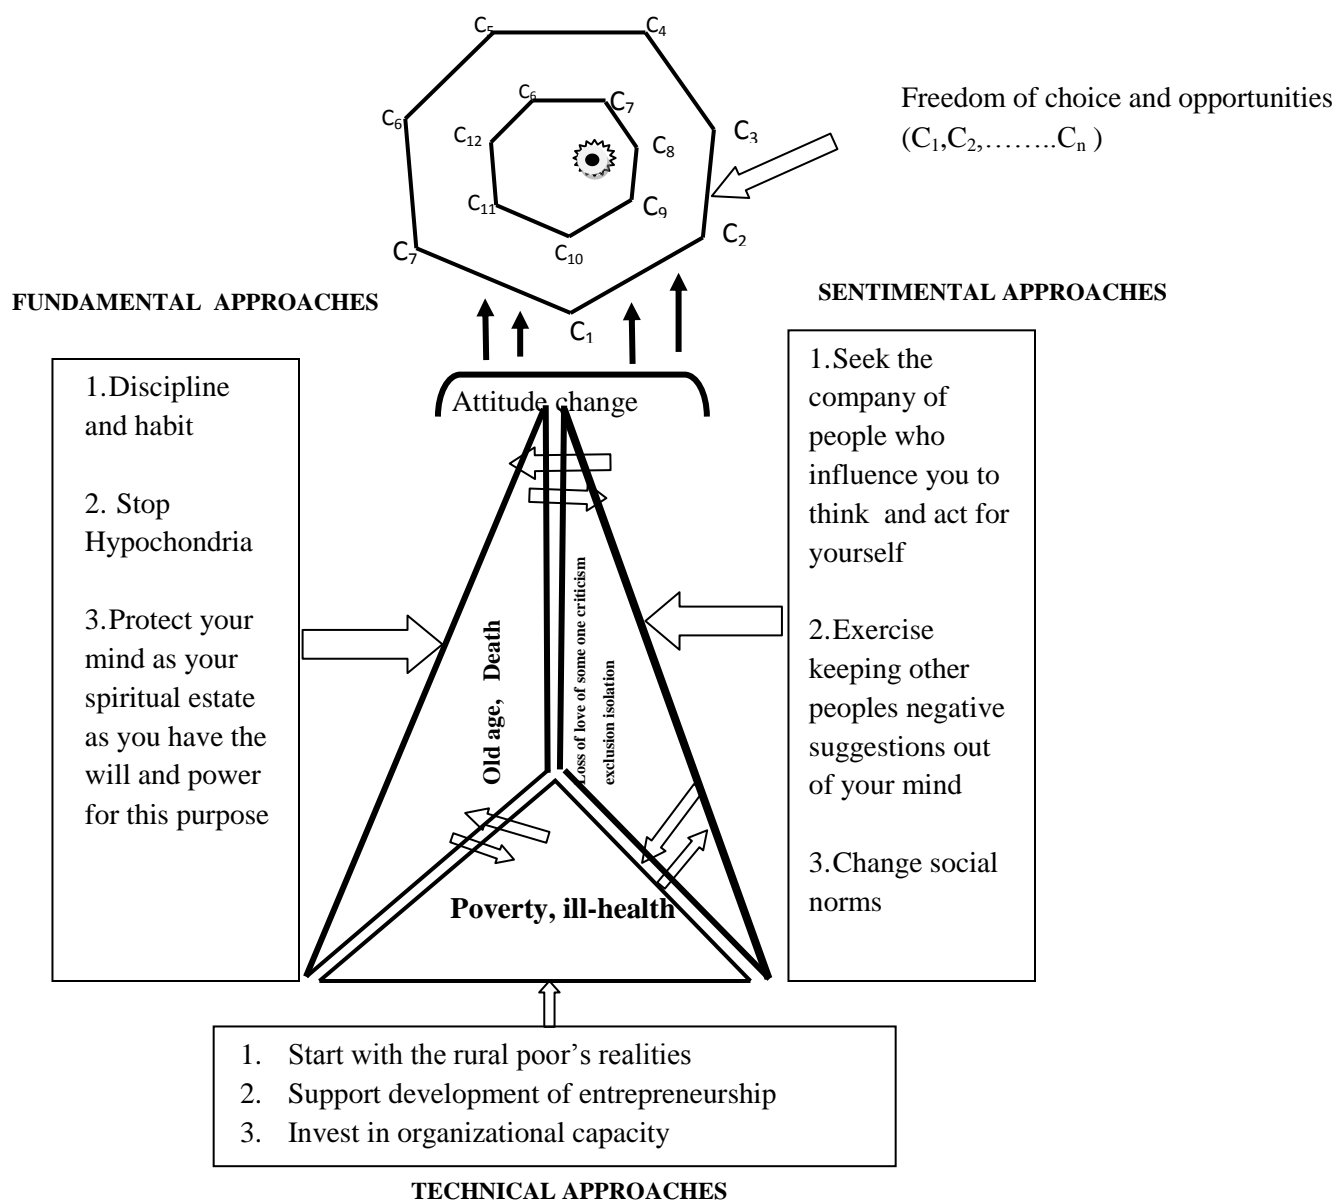 C₅
C₄
C₆
C₃
C₂
C₇
C₁
C₆
C₇
C₁₂
C₈
C₁₁
C₉
C₁₀
Freedom of choice and opportunities
(C₁,C₂,……..Cₙ )
FUNDAMENTAL APPROACHES
1.Discipline
and habit
2. Stop
Hypochondria
3.Protect your
mind as your
spiritual estate
as you have the
will and power
for this purpose
Attitude change
Old age, Death
Loss of love of some one criticism
exclusion isolation
Poverty, ill-health
SENTIMENTAL APPROACHES
1.Seek the
company of
people who
influence you to
think and act for
yourself
2.Exercise
keeping other
peoples negative
suggestions out
of your mind
3.Change social
norms
1. Start with the rural poor’s realities
2. Support development of entrepreneurship
3. Invest in organizational capacity
TECHNICAL APPROACHES